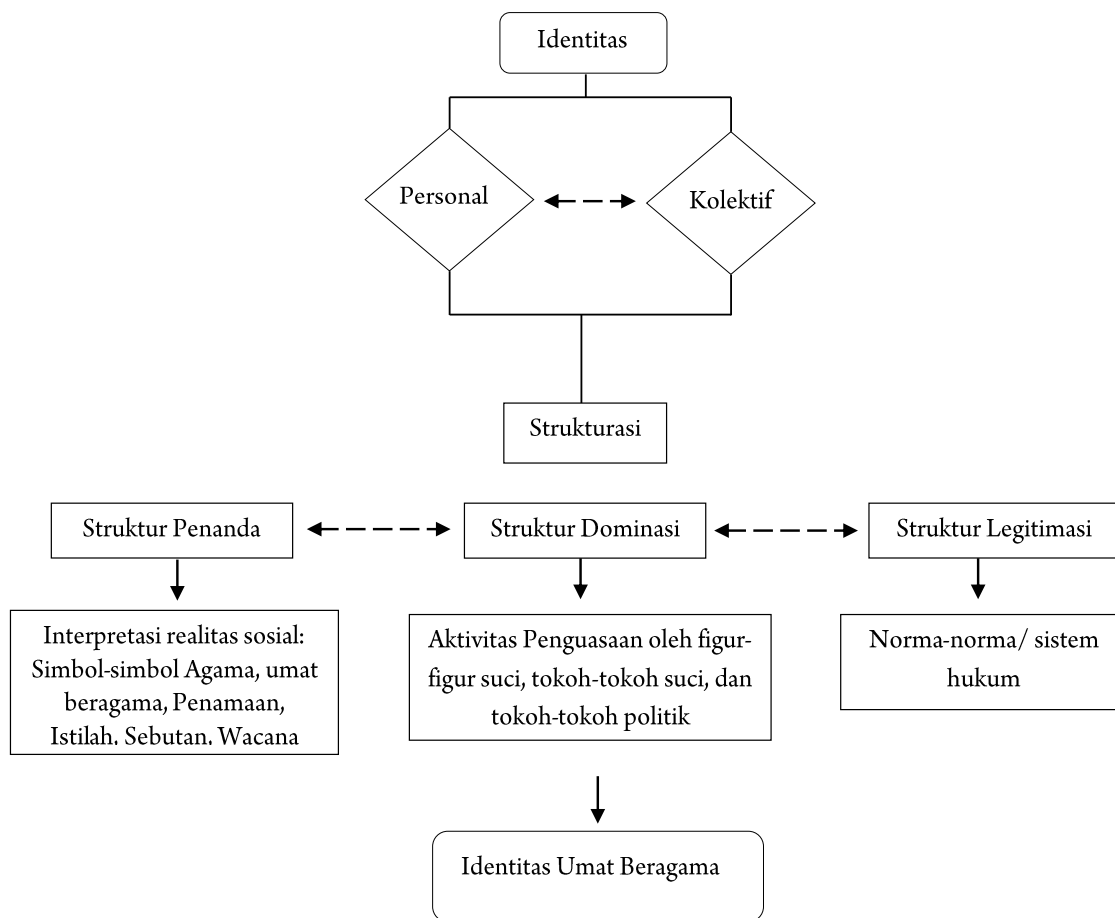 Identitas
Personal
Kolektif
Strukturasi
Struktur Penanda
Struktur Dominasi
Struktur Legitimasi
Interpretasi realitas sosial:
Simbol-simbol Agama, umat
beragama, Penamaan,
Istilah, Sebutan, Wacana
Aktivitas Penguasaan oleh figur-
figur suci, tokoh-tokoh suci, dan
tokoh-tokoh politik
Norma-norma/ sistem
hukum
Identitas Umat Beragama